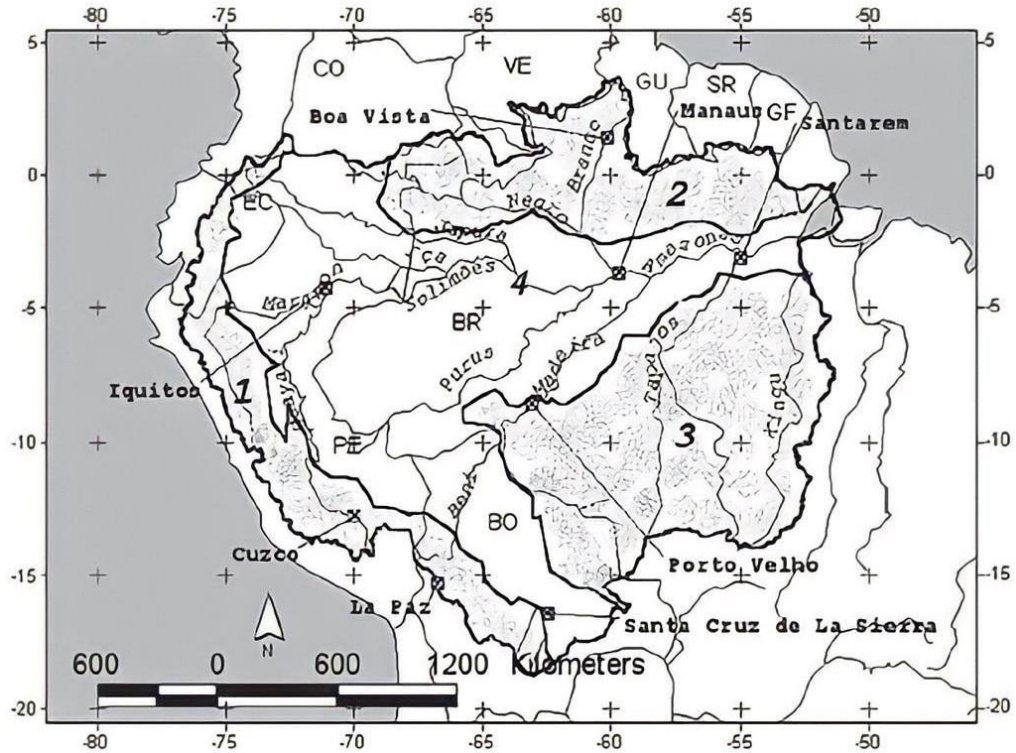 -80 -75 -70 -65 -60 -55 -50
5 5
CO VE GU SR
Boa Vista Manaus GF Santarem
0 0
Branco
EC Negro 2
Japura
Amazonas
ça
Solimões 4
Marañon
-5 -5
BR
Tapajos
Madeira
Purus
Iquitos 1 Ucayali Xingu
3
-10 PE -10
Beni
BO
Cuzco
Porto Velho
-15 -15
La Paz
Santa Cruz de La Sierra
N
600 0 600 1200 Kilometers
-20 -20
-80 -75 -70 -65 -60 -55 -50